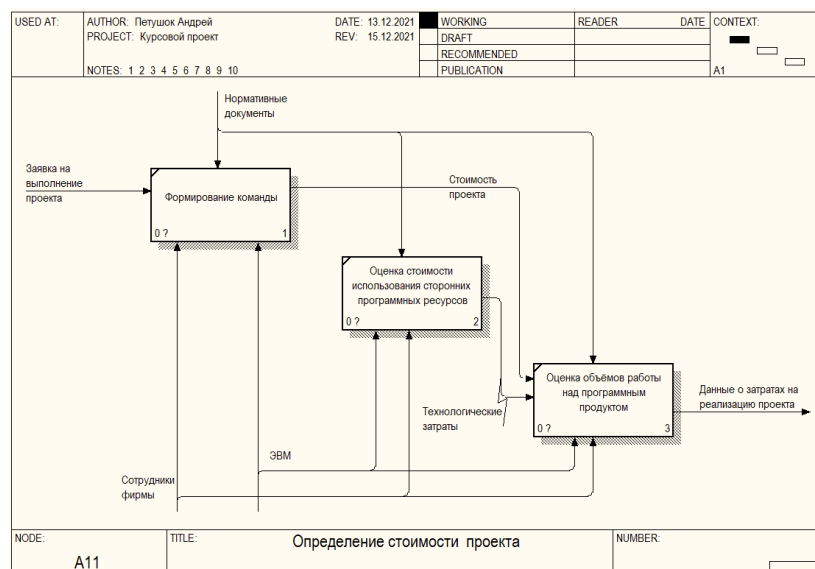 USED AT:
AUTHOR: Петушок Андрей
DATE: 13.12.2021
PROJECT: Курсовой проект
REV: 15.12.2021
NOTES: 1 2 3 4 5 6 7 8 9 10
WORKING
DRAFT
RECOMMENDED
PUBLICATION
READER
DATE
CONTEXT:
A1
Нормативные
документы
Заявка на
выполнение
проекта
Формирование команды
0 ?
1
Стоимость
проекта
Оценка стоимости
использования сторонних
программных ресурсов
0 ?
2
Оценка объёмов работы
над программным
продуктом
0 ?
3
Данные о затратах на
реализацию проекта
Технологические
затраты
ЭВМ
Сотрудники
фирмы
NODE:
A11
TITLE:
Определение стоимости проекта
NUMBER: